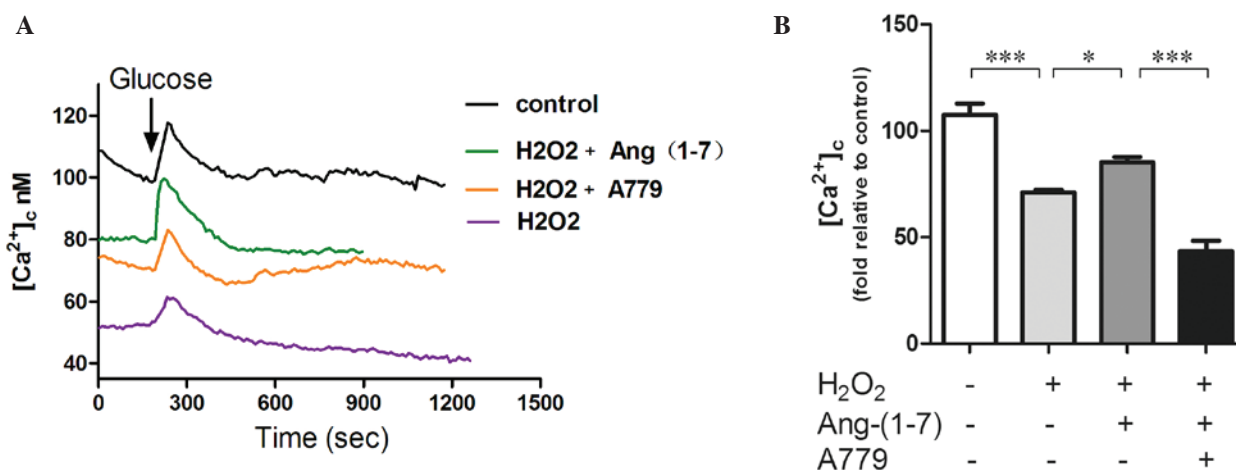 A
Glucose
[Ca²⁺]c nM
120
100
80
60
40
0
300
600
900
1200
1500
Time (sec)
control
H2O2 + Ang (1-7)
H2O2 + A779
H2O2
B
[Ca²⁺]c
(fold relative to control)
150
100
50
0
***
*
***
H₂O₂ - + + +
Ang-(1-7) - - + +
A779 - - - +